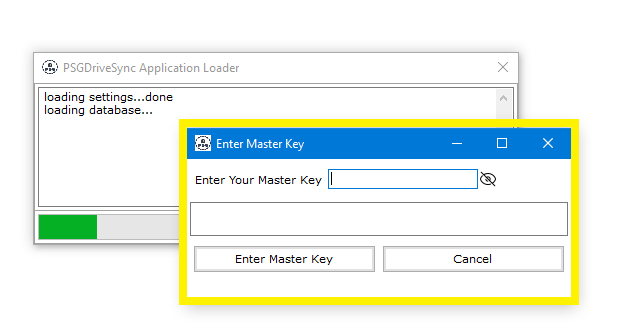 PSGDriveSync Application Loader
loading settings...done
loading database...
Enter Master Key
Enter Your Master Key
Enter Master Key
Cancel